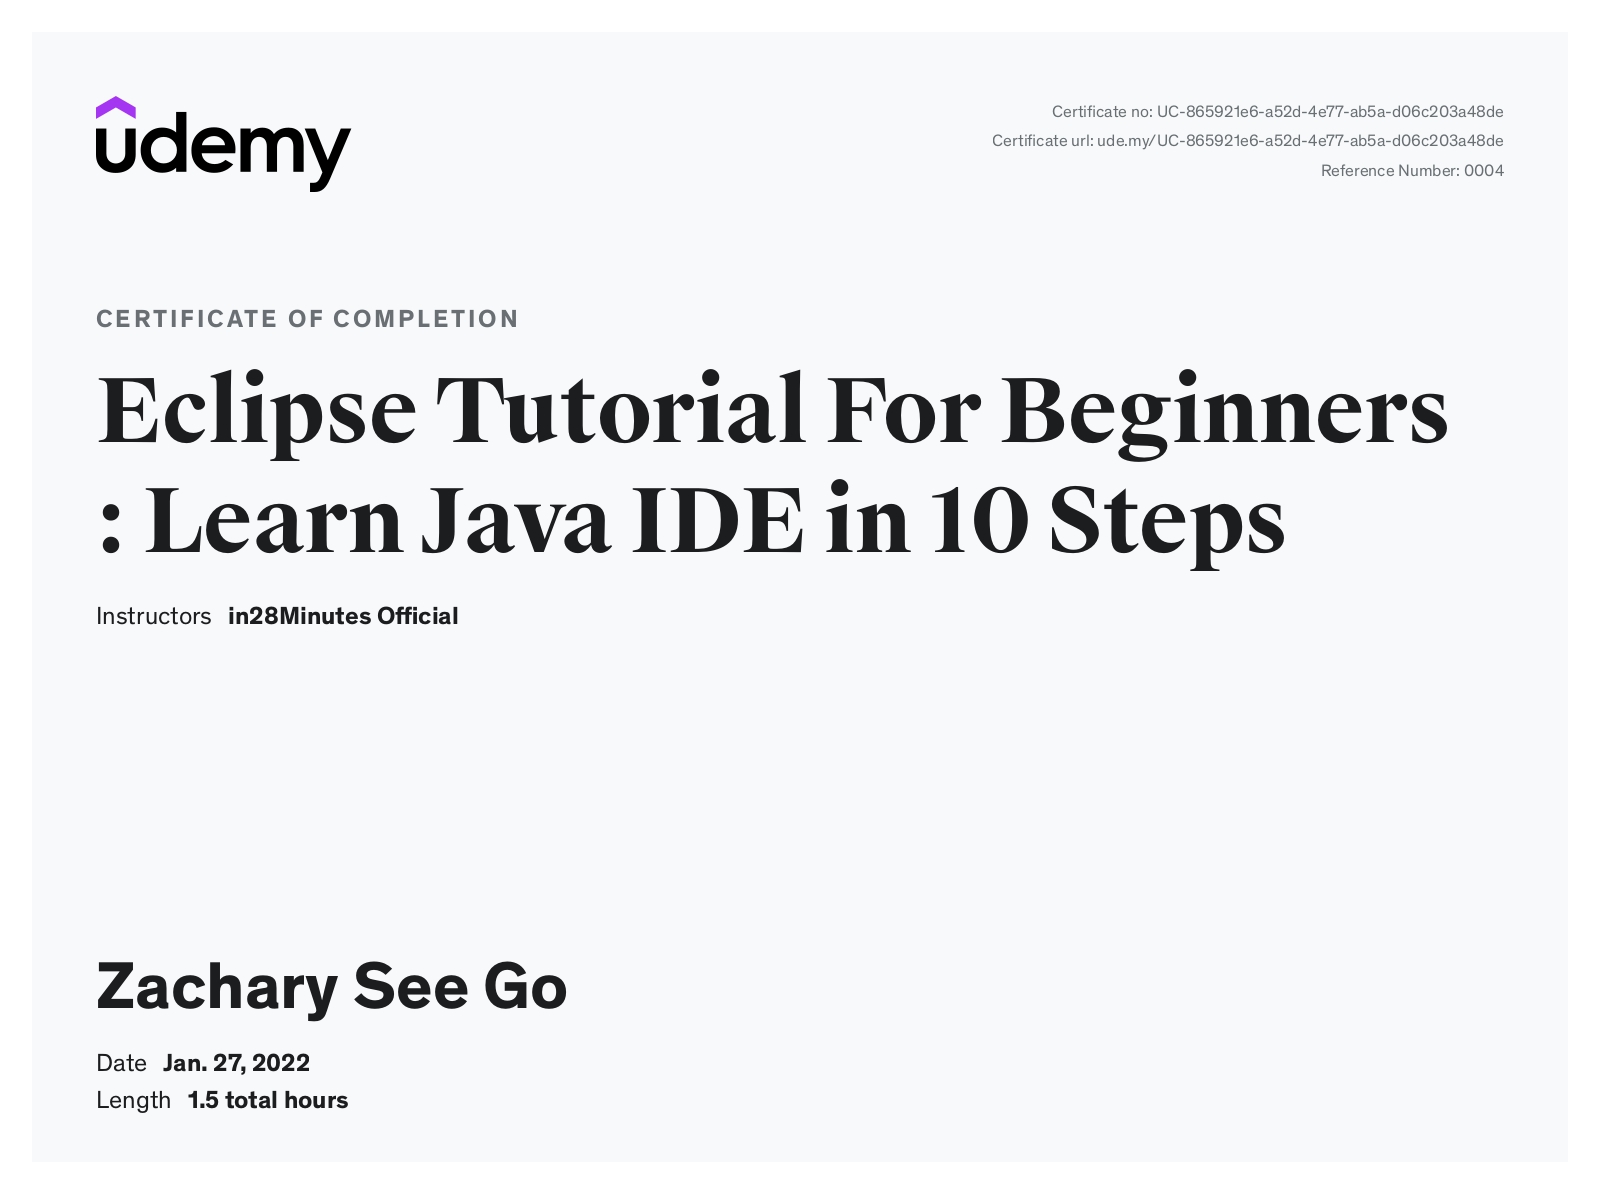 udemy
Certificate no: UC-865921e6-a52d-4e77-ab5a-d06c203a48de
Certificate url: ude.my/UC-865921e6-a52d-4e77-ab5a-d06c203a48de
Reference Number: 0004
CERTIFICATE OF COMPLETION
Eclipse Tutorial For Beginners
: Learn Java IDE in 10 Steps
Instructors in28Minutes Official
Zachary See Go
Date Jan. 27, 2022
Length 1.5 total hours